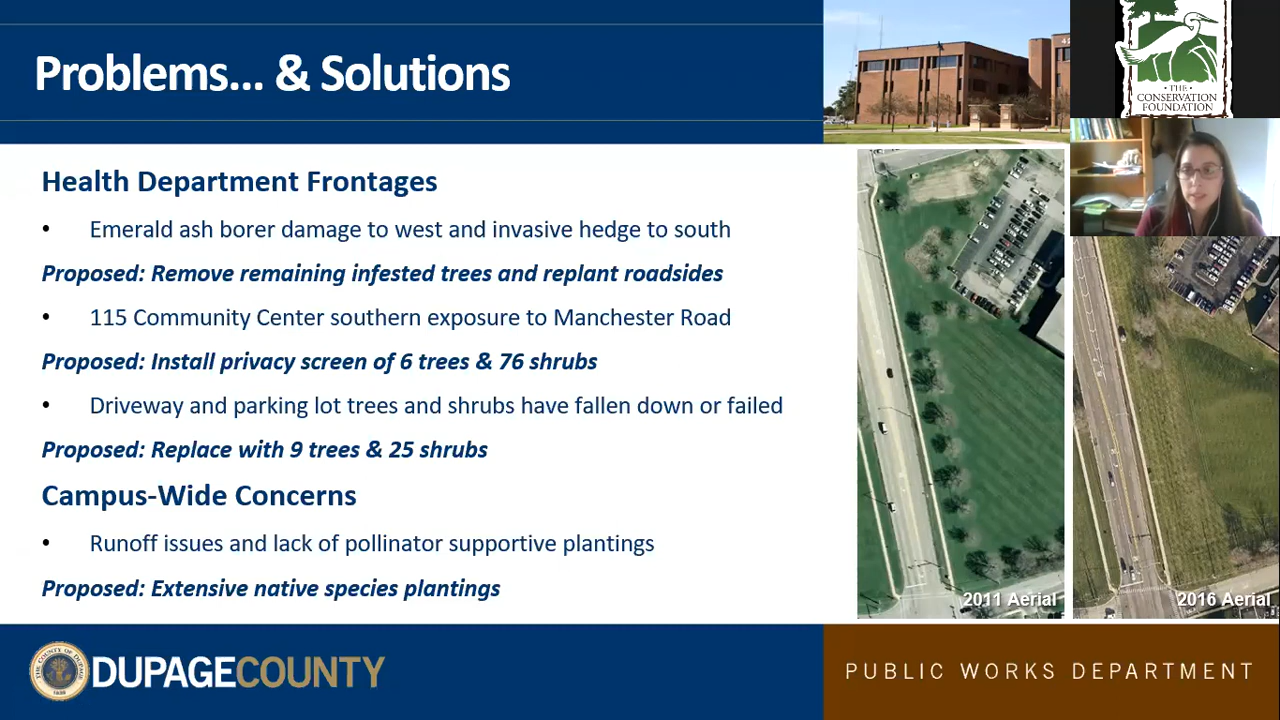 Problems... & Solutions
Health Department Frontages
• Emerald ash borer damage to west and invasive hedge to south
Proposed: Remove remaining infested trees and replant roadsides
• 115 Community Center southern exposure to Manchester Road
Proposed: Install privacy screen of 6 trees & 76 shrubs
• Driveway and parking lot trees and shrubs have fallen down or failed
Proposed: Replace with 9 trees & 25 shrubs
Campus-Wide Concerns
• Runoff issues and lack of pollinator supportive plantings
Proposed: Extensive native species plantings
2011 Aerial
2016 Aerial
• THE •
CONSERVATION
FOUNDATION
DUPAGECOUNTY
PUBLIC WORKS DEPARTMENT